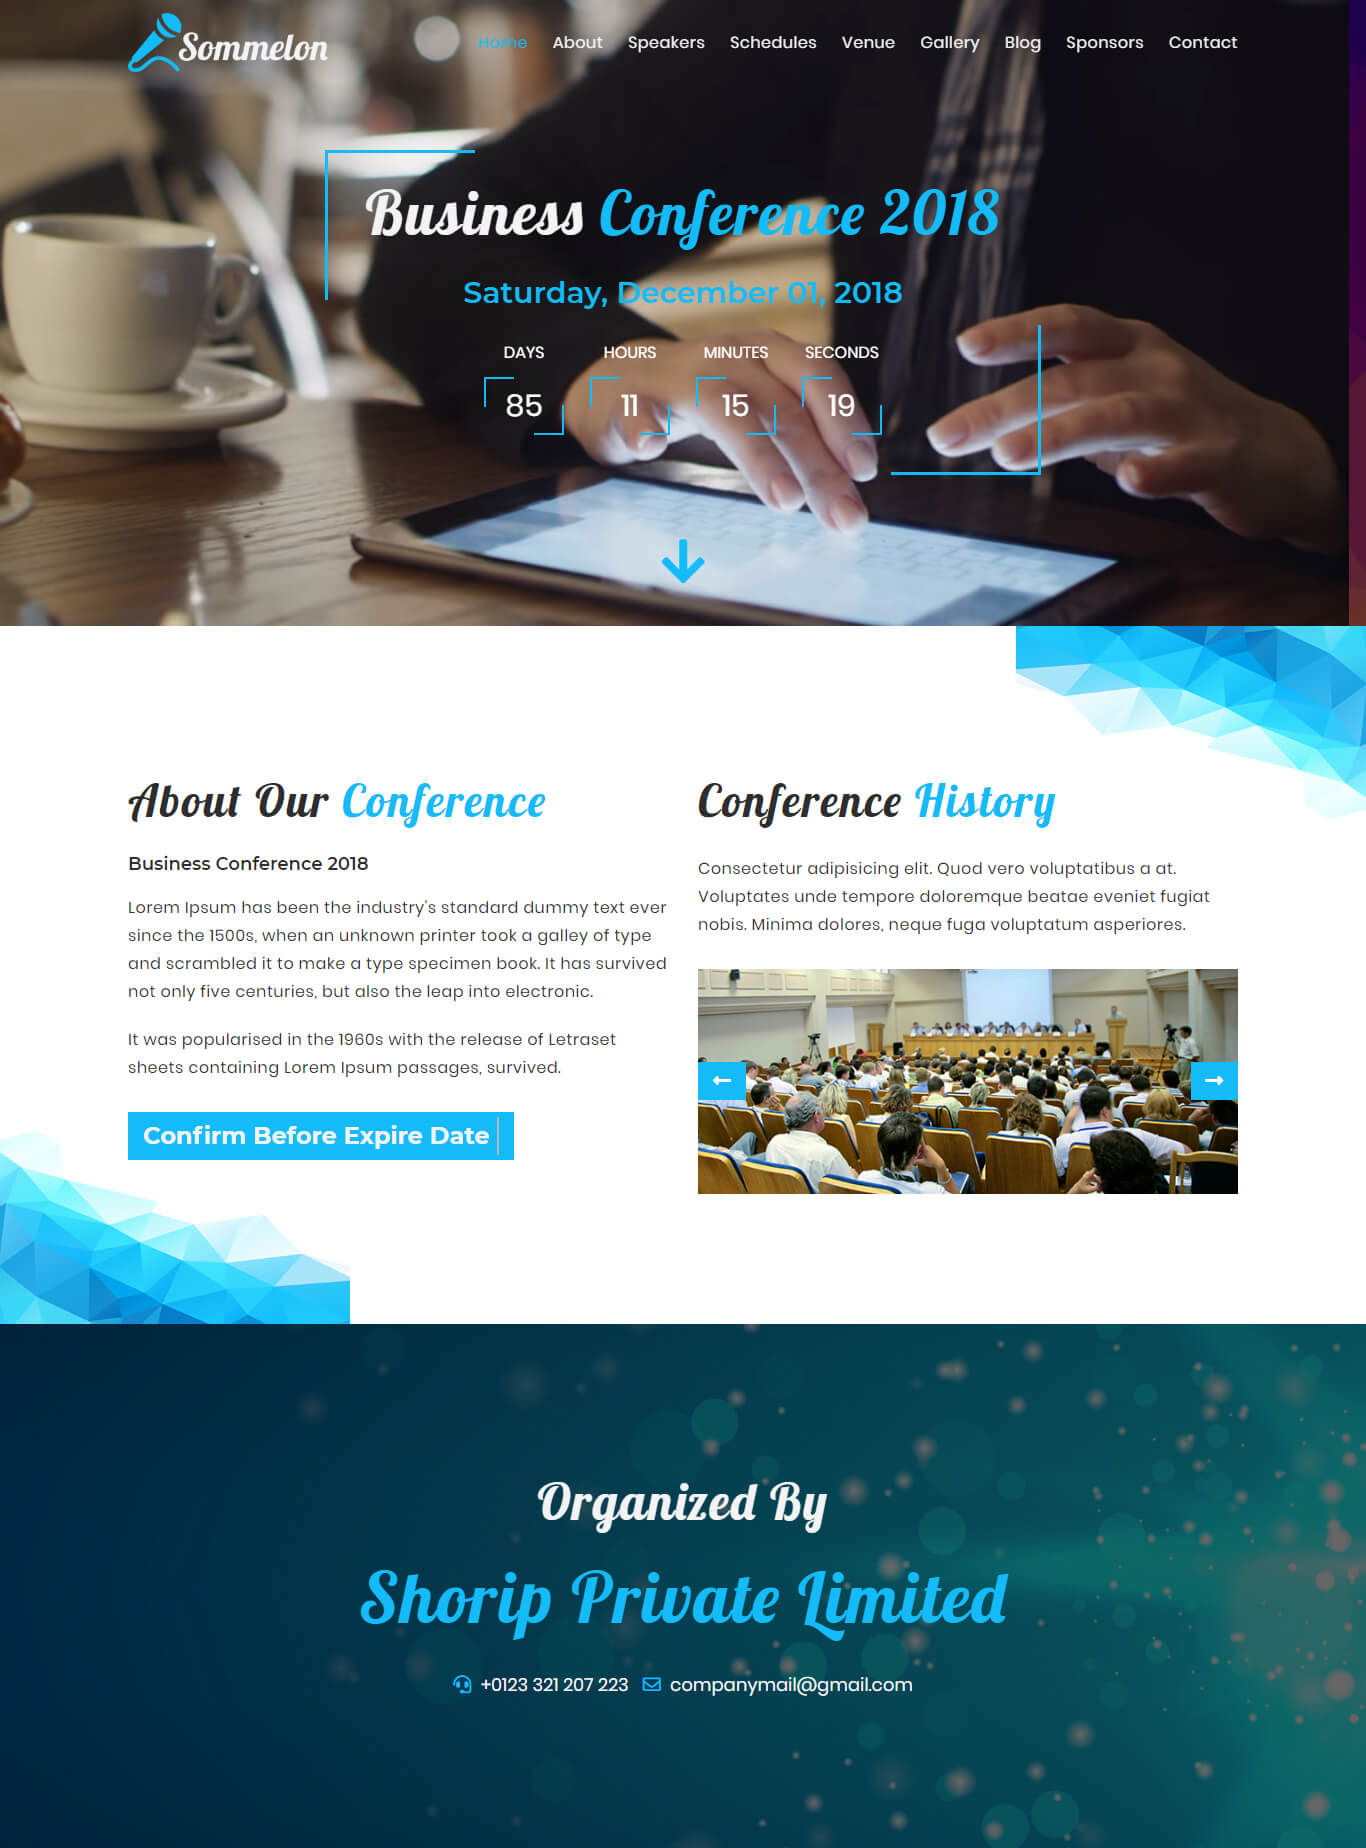 Sommelon
Home About Speakers Schedules Venue Gallery Blog Sponsors Contact
Business Conference 2018
Saturday, December 01, 2018
DAYS HOURS MINUTES SECONDS
85 11 15 19
About Our Conference
Business Conference 2018
Lorem Ipsum has been the industry's standard dummy text ever
since the 1500s, when an unknown printer took a galley of type
and scrambled it to make a type specimen book. It has survived
not only five centuries, but also the leap into electronic.
It was popularised in the 1960s with the release of Letraset
sheets containing Lorem Ipsum passages, survived.
Confirm Before Expire Date
Conference History
Consectetur adipisicing elit. Quod vero voluptatibus a at.
Voluptates unde tempore doloremque beatae eveniet fugiat
nobis. Minima dolores, neque fuga voluptatum asperiores.
Organized By
Shorip Private Limited
+0123 321 207 223 companymail@gmail.com